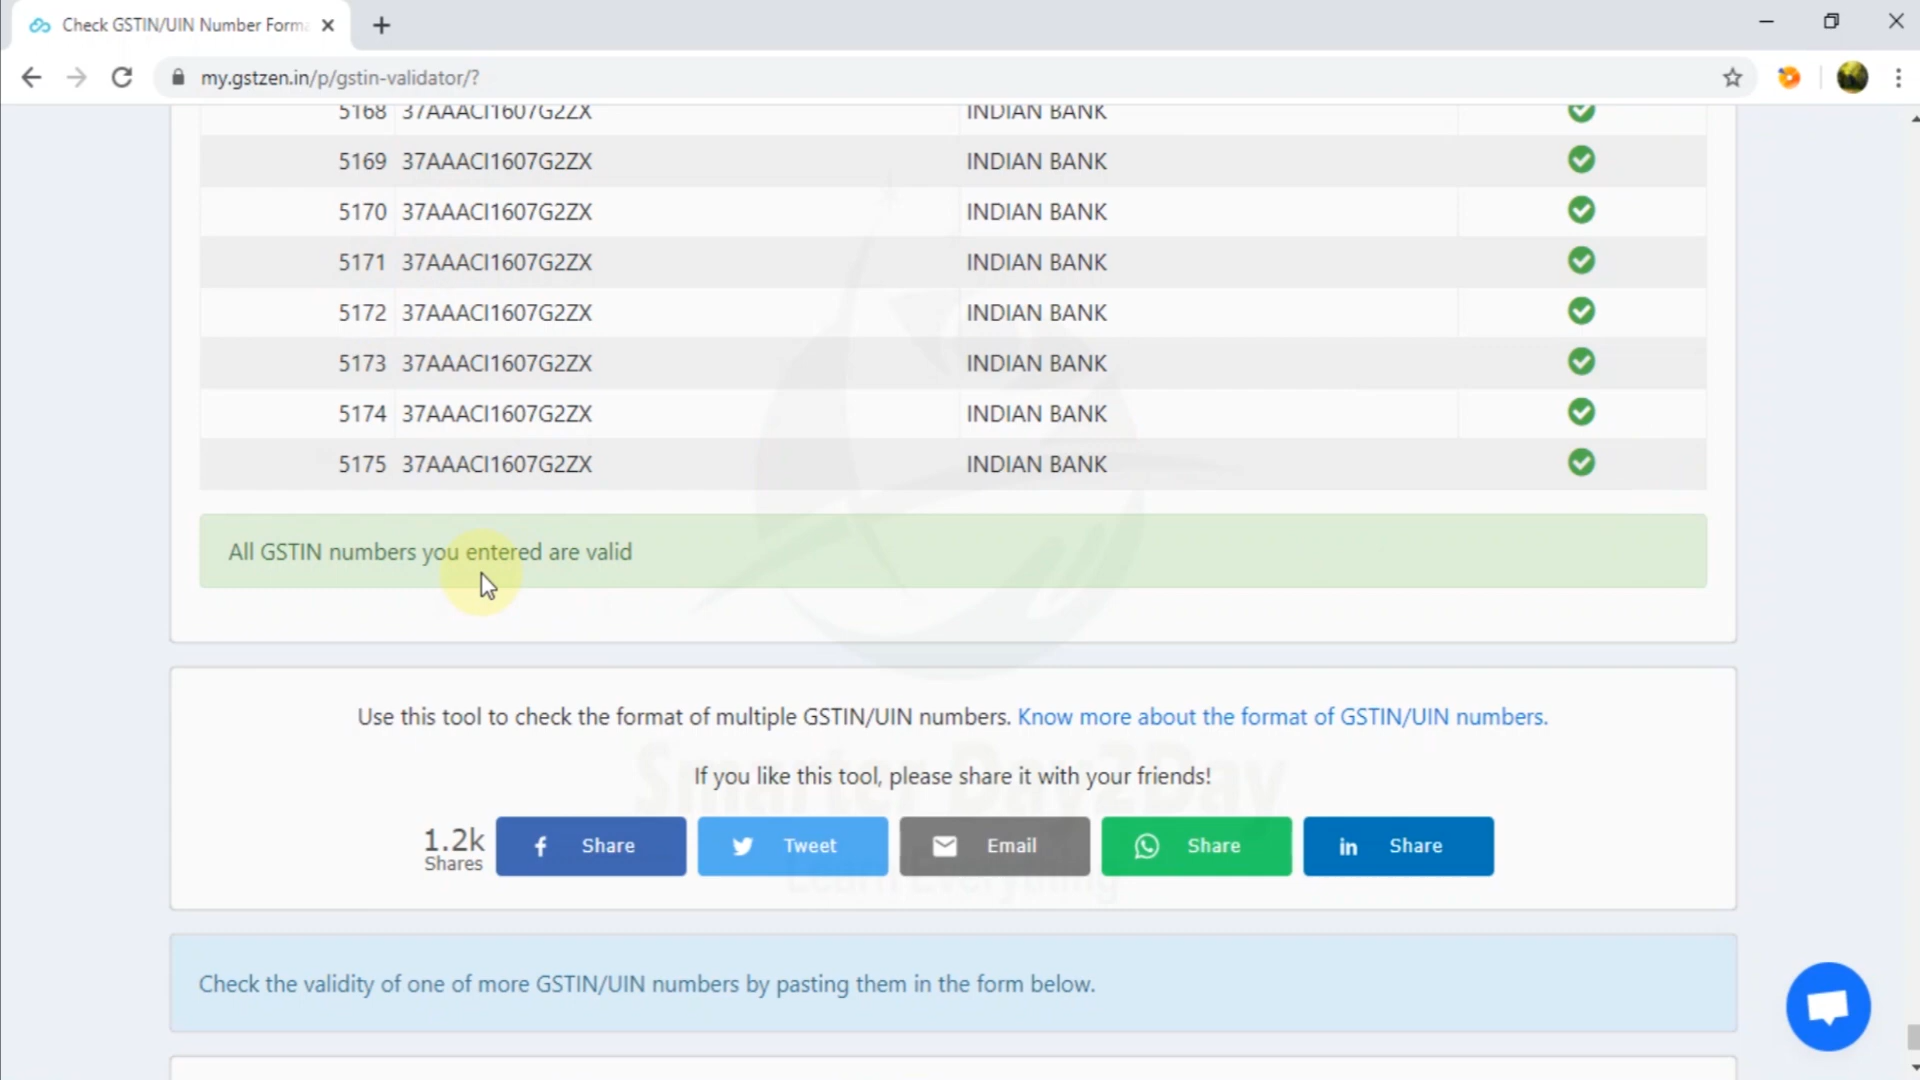 Check GSTIN/UIN Number Forma
my.gstzen.in/p/gstin-validator/?
5168 37AAACI1607G2ZX INDIAN BANK
5169 37AAACI1607G2ZX INDIAN BANK
5170 37AAACI1607G2ZX INDIAN BANK
5171 37AAACI1607G2ZX INDIAN BANK
5172 37AAACI1607G2ZX INDIAN BANK
5173 37AAACI1607G2ZX INDIAN BANK
5174 37AAACI1607G2ZX INDIAN BANK
5175 37AAACI1607G2ZX INDIAN BANK
All GSTIN numbers you entered are valid
Use this tool to check the format of multiple GSTIN/UIN numbers. Know more about the format of GSTIN/UIN numbers.
Smarter Day2Day
If you like this tool, please share it with your friends!
1.2k
Shares
Share
Tweet
Email
Share
Share
Learn Everything
Check the validity of one of more GSTIN/UIN numbers by pasting them in the form below.